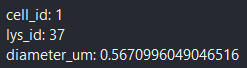 cell_id: 1
lys_id: 37
diameter_um: 0.5670996049046516